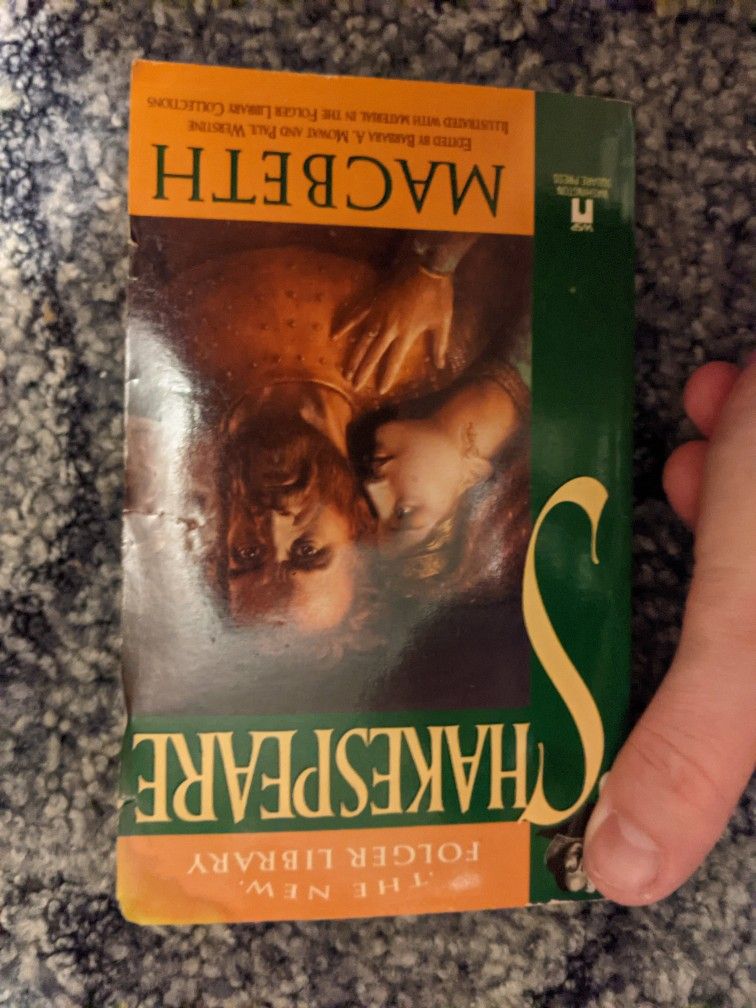 THE NEW
FOLGER LIBRARY
SHAKESPEARE
MACBETH
EDITED BY BARBARA A. MOWAT AND PAUL WERSTINE
ILLUSTRATED WITH MATERIAL IN THE FOLGER LIBRARY COLLECTIONS
WSP
WASHINGTON
SQUARE PRESS